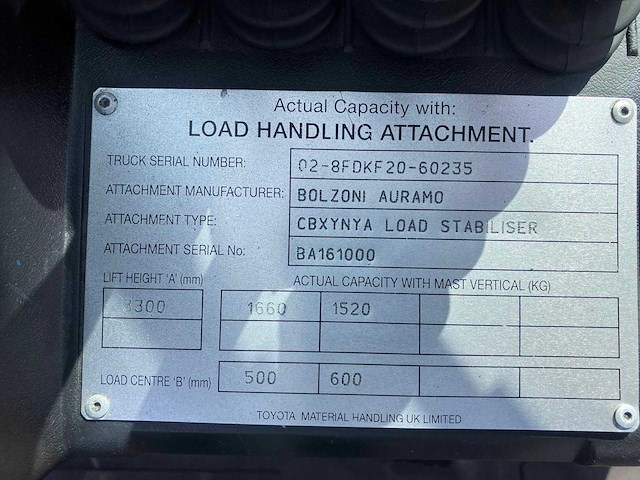 Actual Capacity with:
LOAD HANDLING ATTACHMENT.
TRUCK SERIAL NUMBER: 02-8FDKF20-60235
ATTACHMENT MANUFACTURER: BOLZONI AURAMO
ATTACHMENT TYPE: CBXYNYA LOAD STABILISER
ATTACHMENT SERIAL No: BA161000
LIFT HEIGHT 'A' (mm) ACTUAL CAPACITY WITH MAST VERTICAL (KG)
3300 1660 1520
LOAD CENTRE 'B' (mm) 500 600
TOYOTA MATERIAL HANDLING UK LIMITED